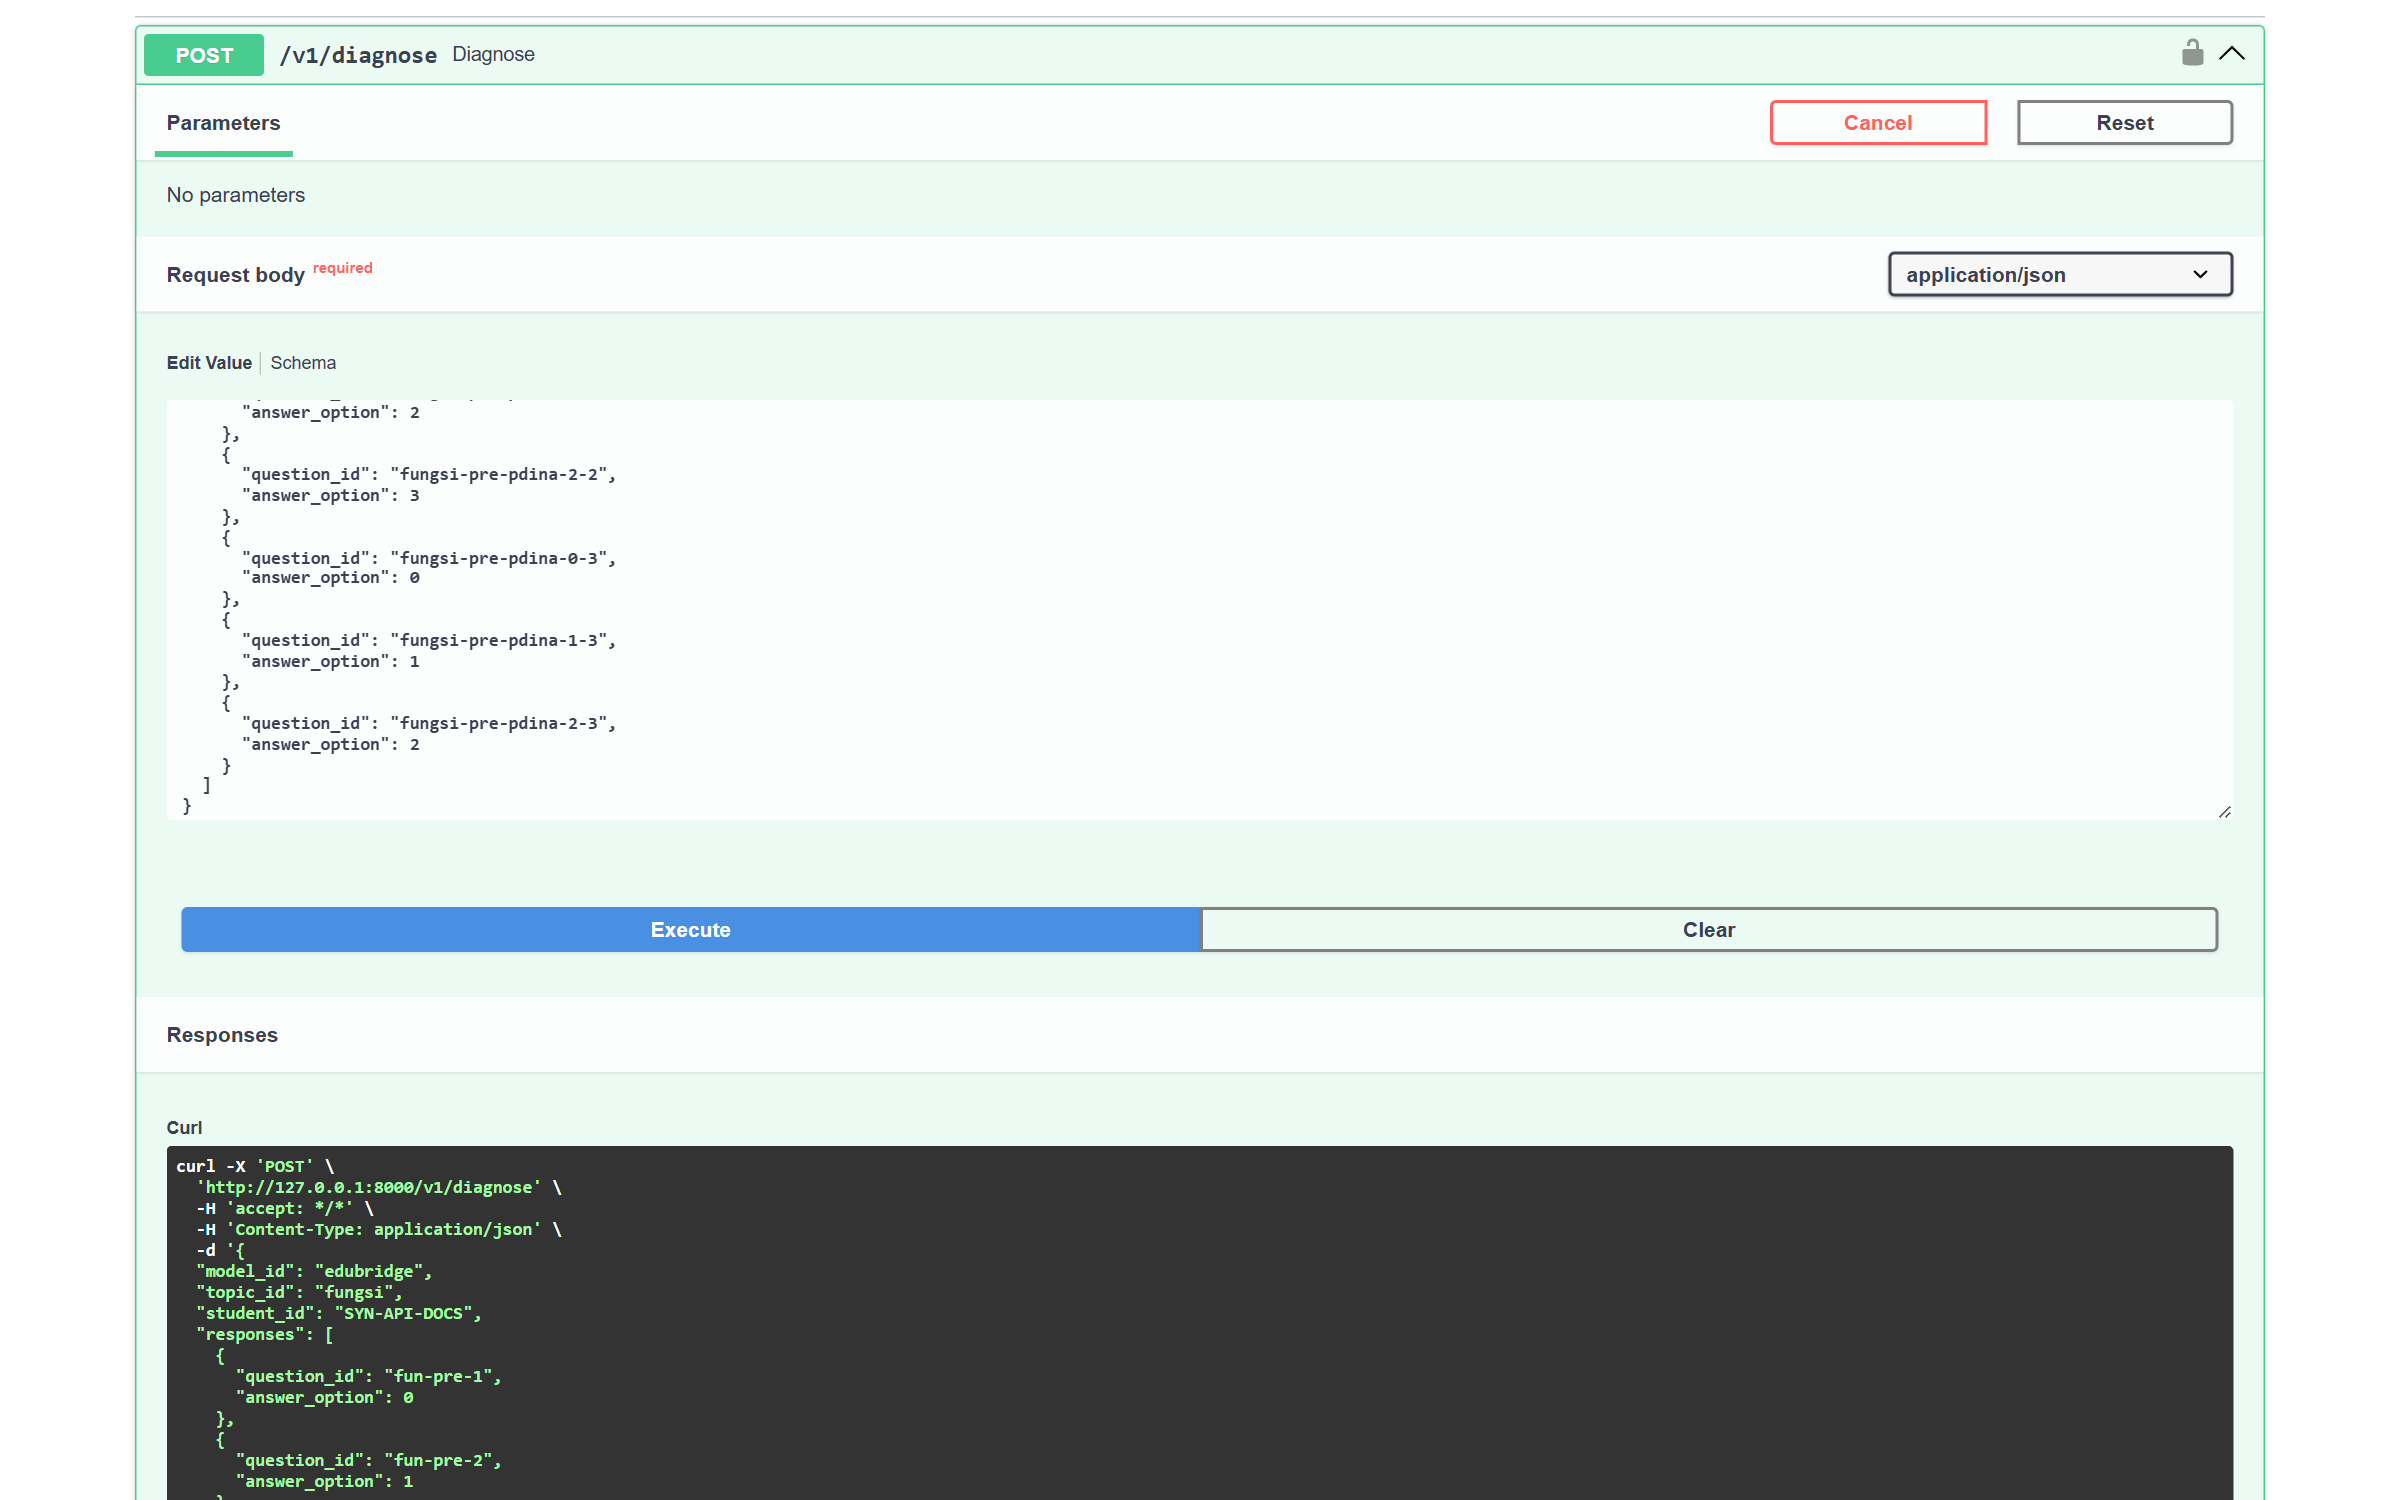 POST /v1/diagnose Diagnose
Parameters
Cancel
Reset
No parameters
Request body required
application/json
Edit Value | Schema
"answer_option": 2
},
{
"question_id": "fungsi-pre-pdina-2-2",
"answer_option": 3
},
{
"question_id": "fungsi-pre-pdina-0-3",
"answer_option": 0
},
{
"question_id": "fungsi-pre-pdina-1-3",
"answer_option": 1
},
{
"question_id": "fungsi-pre-pdina-2-3",
"answer_option": 2
}
]
}
Execute
Clear
Responses
Curl
curl -X 'POST' \
'http://127.0.0.1:8000/v1/diagnose' \
-H 'accept: */*' \
-H 'Content-Type: application/json' \
-d '{
"model_id": "edubridge",
"topic_id": "fungsi",
"student_id": "SYN-API-DOCS",
"responses": [
{
"question_id": "fun-pre-1",
"answer_option": 0
},
{
"question_id": "fun-pre-2",
"answer_option": 1